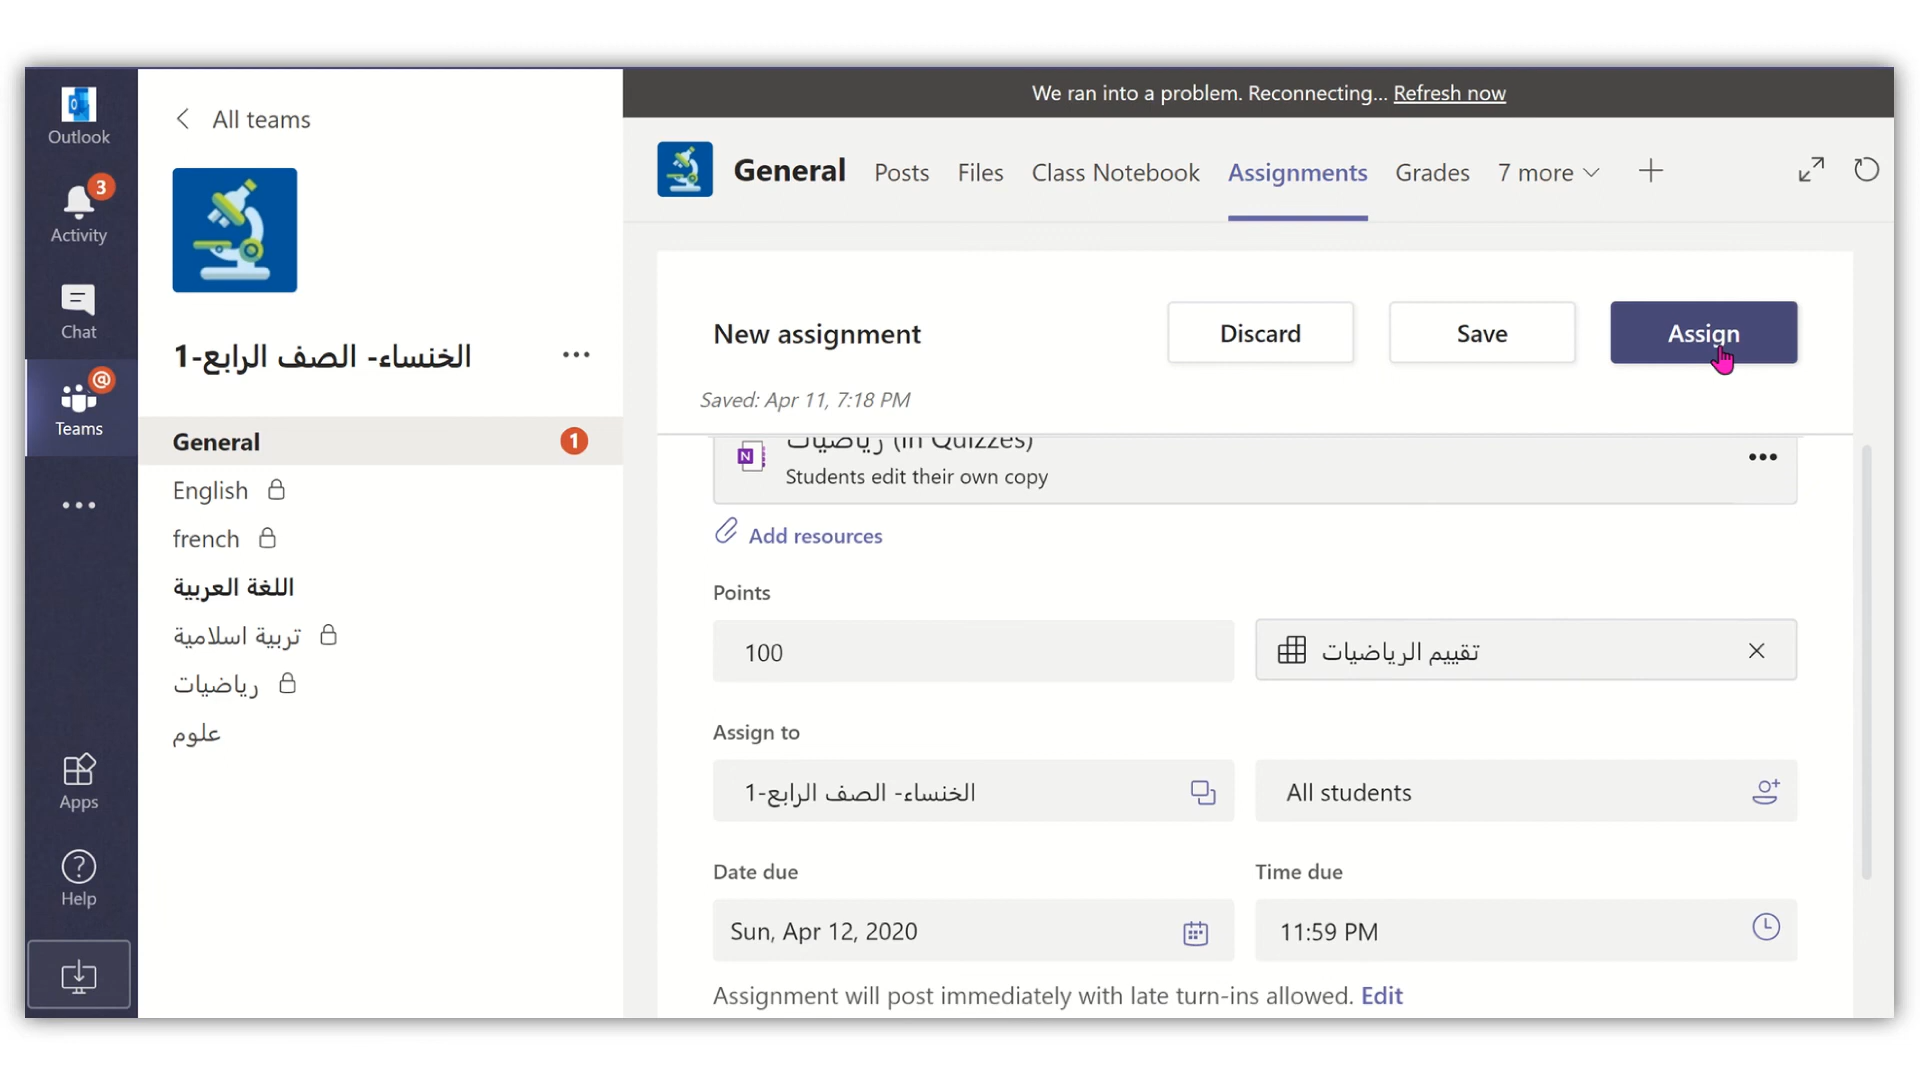 We ran into a problem. Reconnecting... Refresh now
Outlook
3
Activity
Chat
@
Teams
Apps
Help
All teams
الخنساء- الصف الرابع-1
General
1
English
french
اللغة العربية
تربية اسلامية
رياضيات
علوم
General Posts Files Class Notebook Assignments Grades 7 more
New assignment
Discard
Save
Assign
Saved: Apr 11, 7:18 PM
رياضيات (in Quizzes)
Students edit their own copy
Add resources
Points
100
تقييم الرياضيات
Assign to
الخنساء- الصف الرابع-1
All students
Date due
Time due
Sun, Apr 12, 2020
11:59 PM
Assignment will post immediately with late turn-ins allowed. Edit